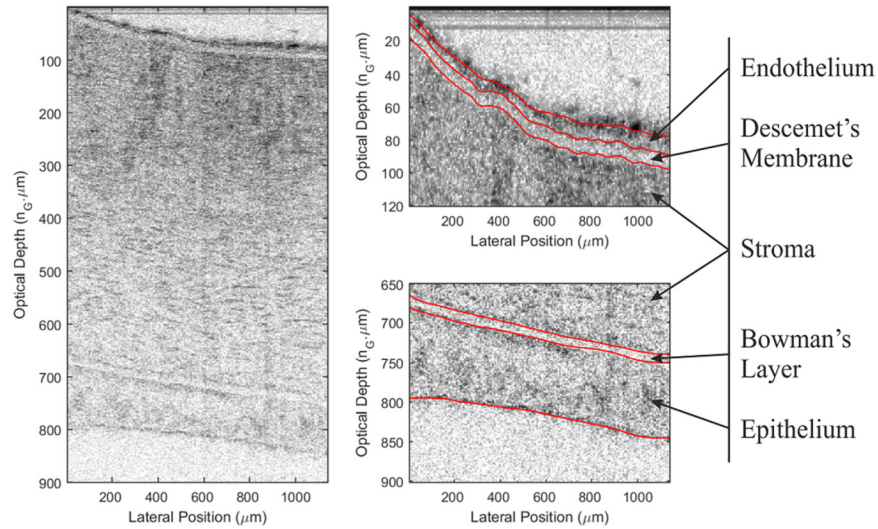 100
200
300
400
500
600
700
800
900
200
400
600
800
1000
Optical Depth (n_G·µm)
Lateral Position (µm)
0
20
40
60
80
100
120
200
400
600
800
1000
Optical Depth (n_G·µm)
Lateral Position (µm)
650
700
750
800
850
900
200
400
600
800
1000
Optical Depth (n_G·µm)
Lateral Position (µm)
Endothelium
Descemet's
Membrane
Stroma
Bowman's
Layer
Epithelium